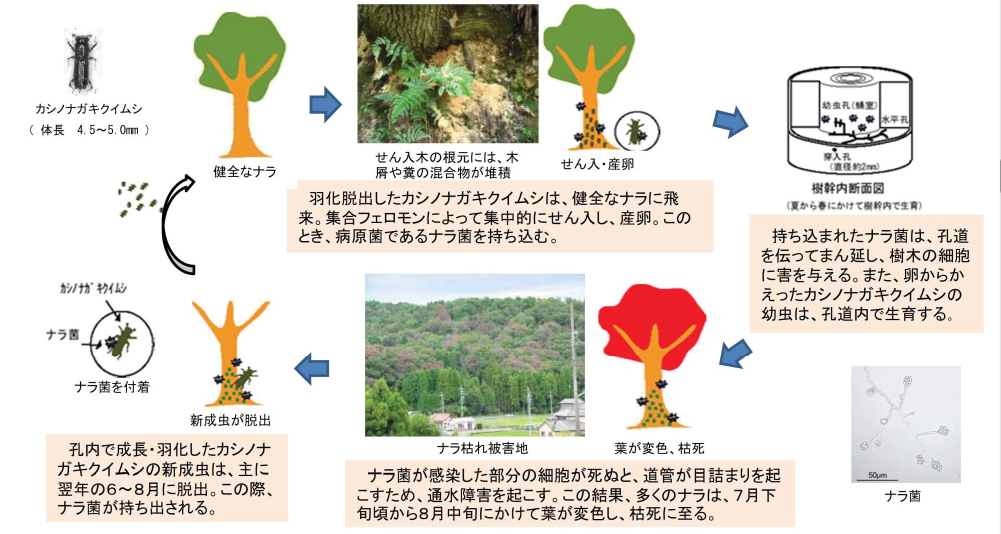 カシノナガキクイムシ
（ 体長　4.5～5.0mm ）
健全なナラ
せん入木の根元には、木
屑や糞の混合物が堆積
せん入・産卵
羽化脱出したカシノナガキクイムシは、健全なナラに飛
来。集合フェロモンによって集中的にせん入し、産卵。この
とき、病原菌であるナラ菌を持ち込む。
幼虫孔（蛹室）
水平孔
穿入孔
（直径約2mm）
樹幹内断面図
（夏から春にかけて樹幹内で生育）
持ち込まれたナラ菌は、孔道
を伝ってまん延し、樹木の細胞
に害を与える。また、卵からか
えったカシノナガキクイムシの
幼虫は、孔道内で生育する。
50μm
ナラ菌
葉が変色、枯死
ナラ枯れ被害地
ナラ菌が感染した部分の細胞が死ぬと、道管が目詰まりを起
こすため、通水障害を起こす。この結果、多くのナラは、７月下
旬頃から８月中旬にかけて葉が変色し、枯死に至る。
新成虫が脱出
カシノナガキクイムシ
ナラ菌
ナラ菌を付着
孔内で成長・羽化したカシノナ
ガキクイムシの新成虫は、主に
翌年の６～８月に脱出。この際、
ナラ菌が持ち出される。